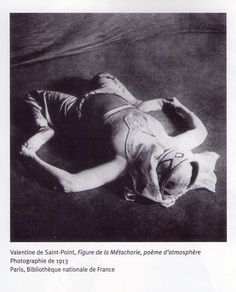 Valentine de Saint-Point, Figure de la Métachorie, poème d'atmosphère
Photographie de 1913
Paris, Bibliothèque nationale de France